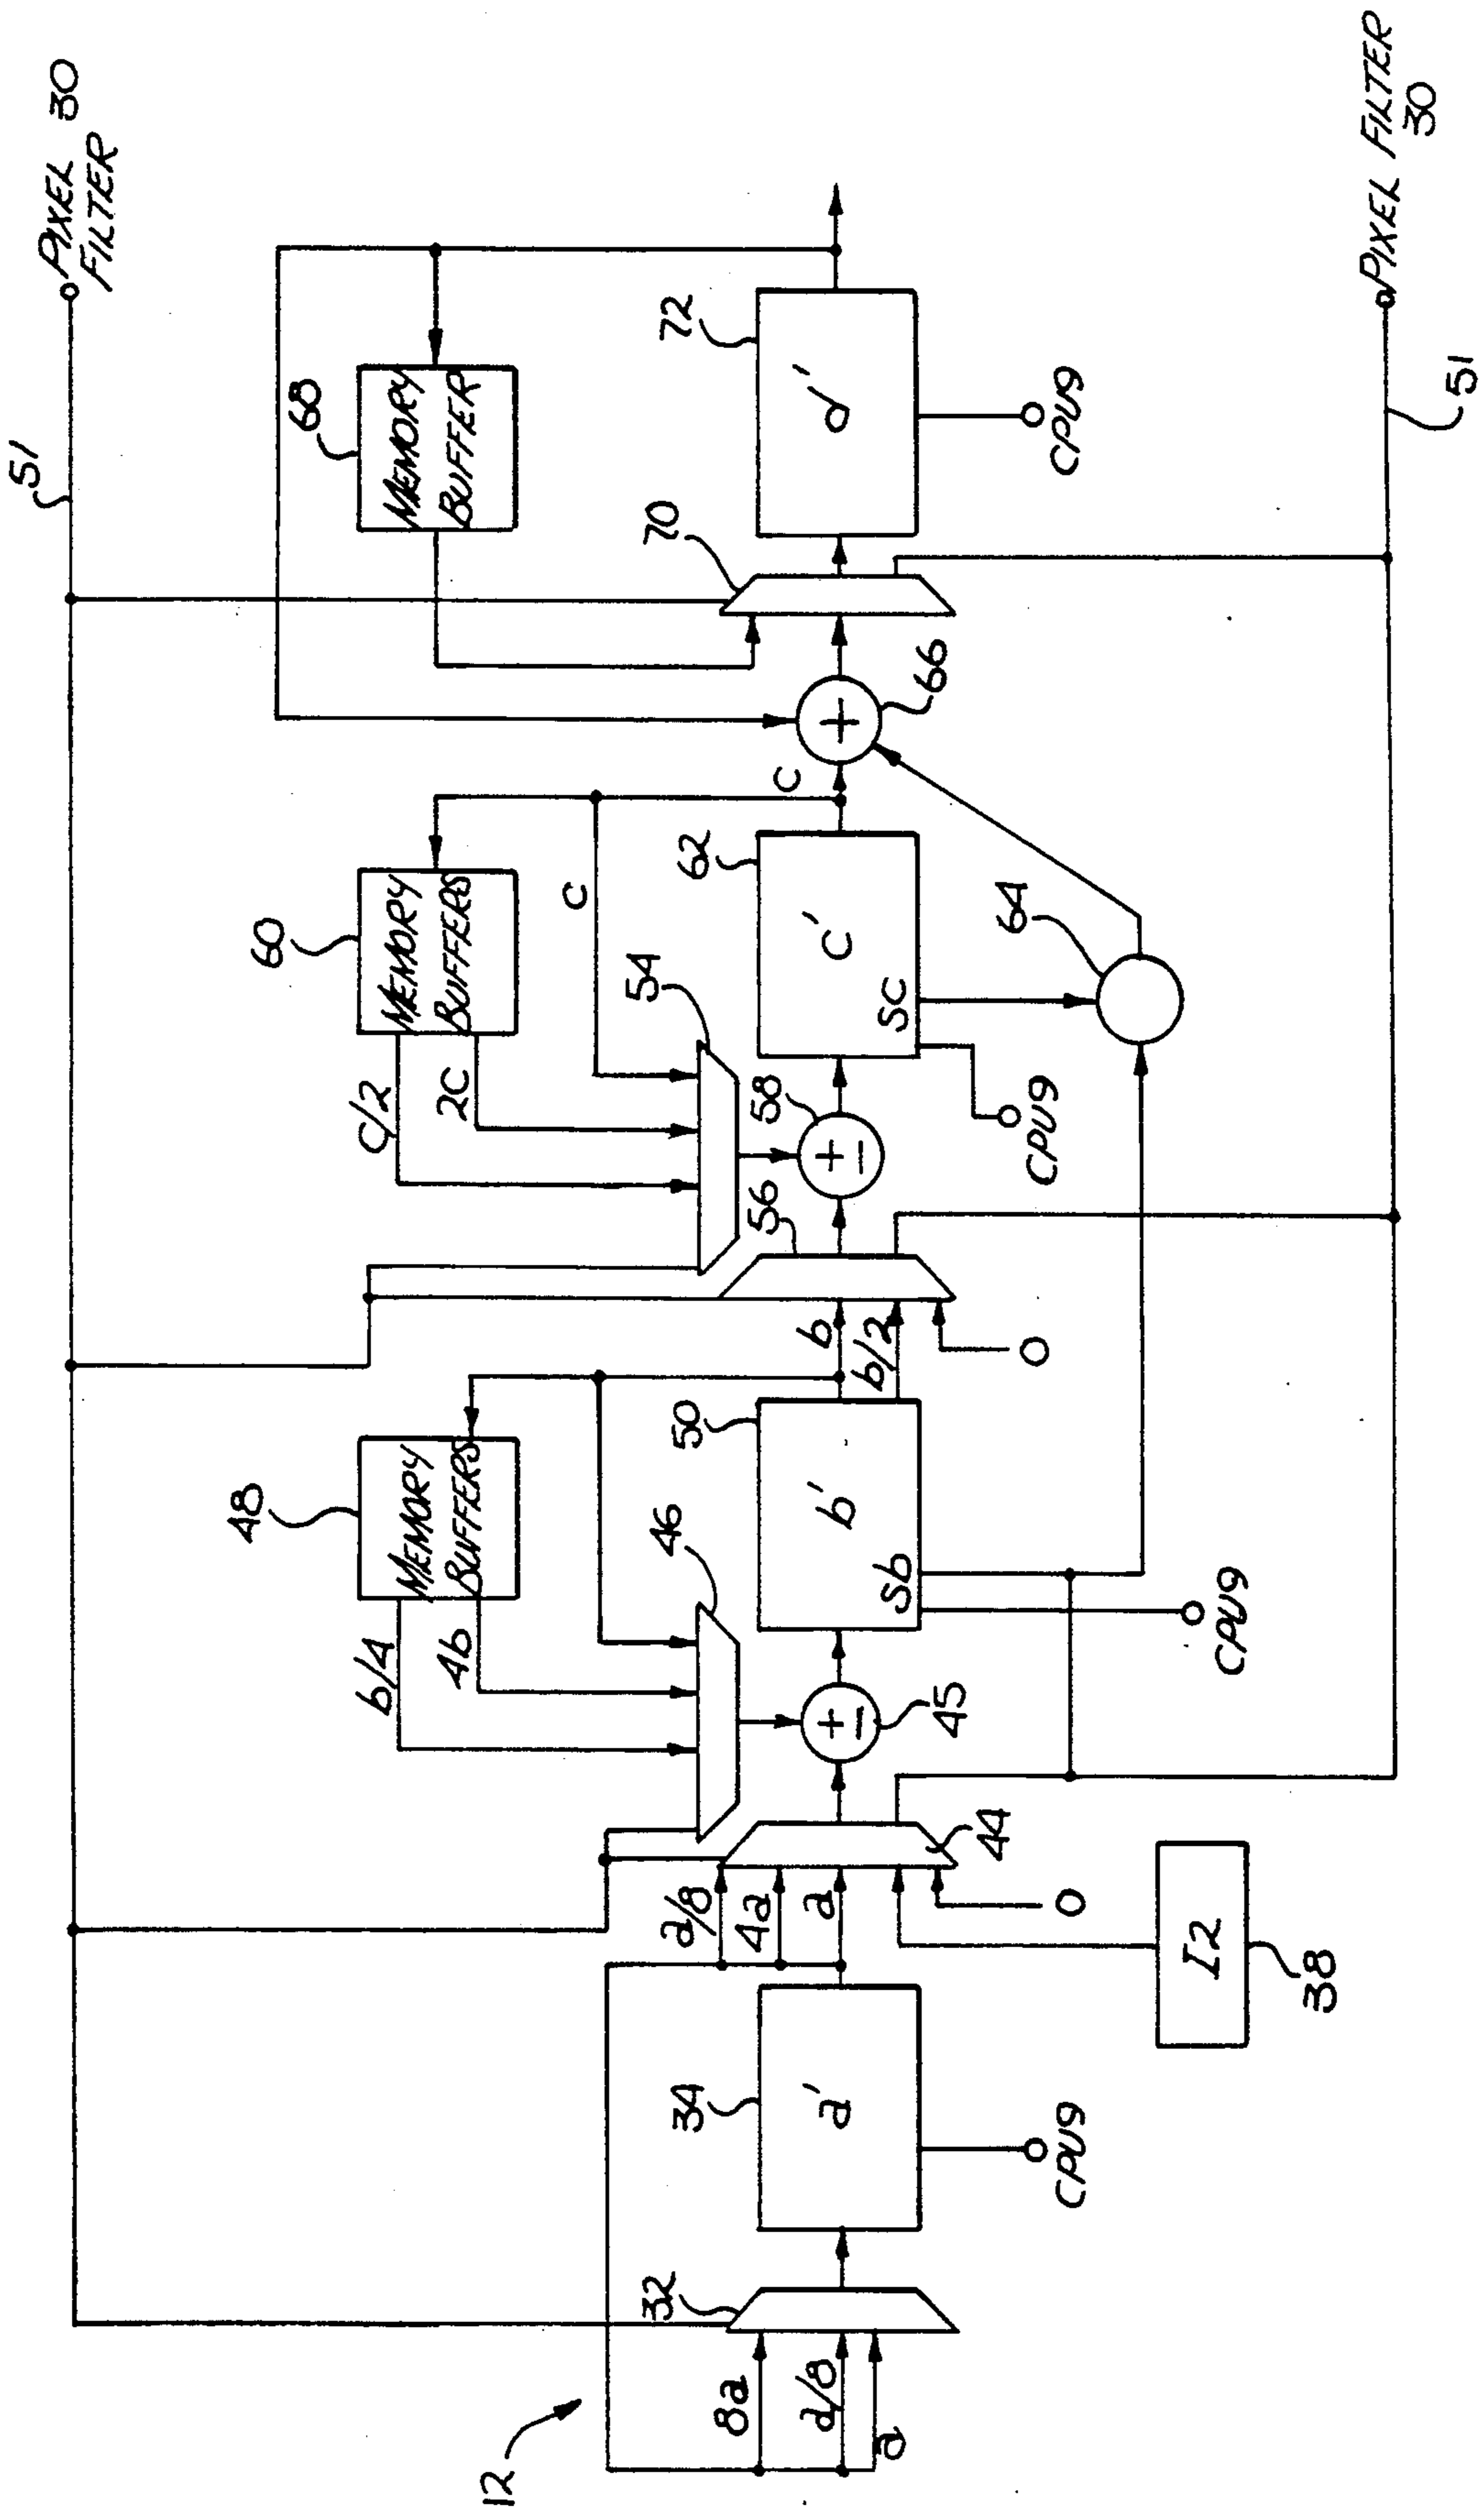 51
PIXEL 30
FILTER
60
68
48
MEMORY
BUFFERS
MEMORY
BUFFERS
MEMORY
BUFFER
b/4
4b
c/2
2c
c
12
32
34
46
50
54
62
70
72
8a
a/8
a
a'
a/8
4a
a
±
b'
Sb
b
b/2
56
±
58
c'
SC
c
+
d'
44
45
0
0
64
66
CPU9
CPU9
CPU9
CPU9
I2
38
PIXEL FILTER
30
51